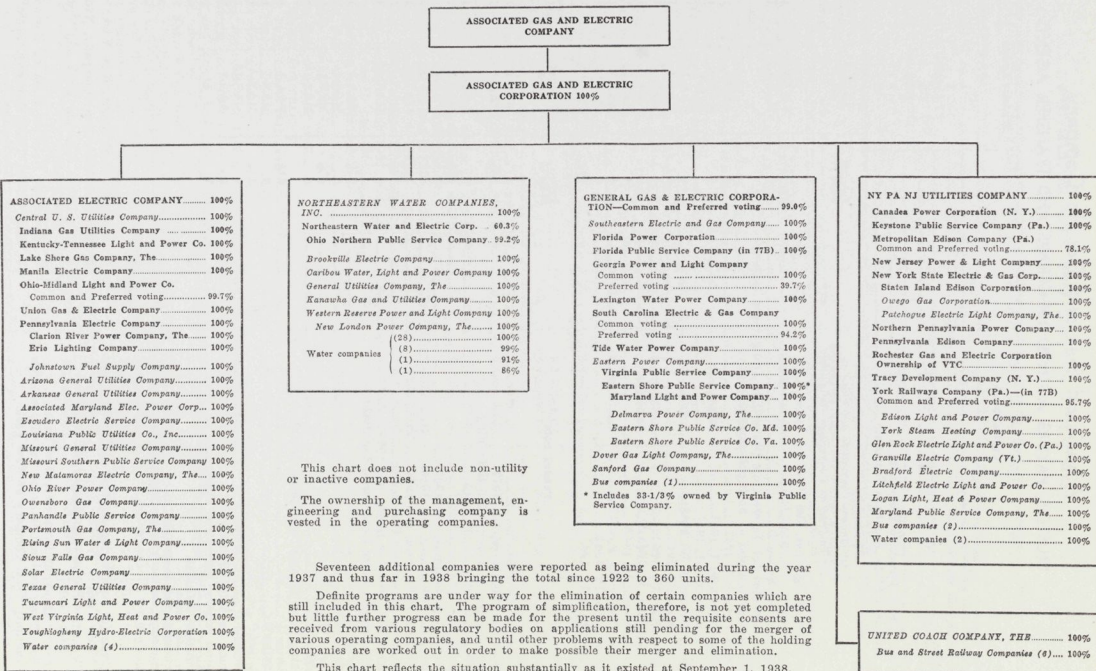 ASSOCIATED GAS AND ELECTRIC
COMPANY
ASSOCIATED GAS AND ELECTRIC
CORPORATION 100%
ASSOCIATED ELECTRIC COMPANY........ 100%
Central U. S. Utilities Company.................. 100%
Indiana Gas Utilities Company ..... ............ 100%
Kentucky-Tennessee Light and Power Co. 100%
Lake Shore Gas Company, The.................. 100%
Manila Electric Company........................... 100%
Ohio-Midland Light and Power Co.
Common and Preferred voting.............. 99.7%
Union Gas & Electric Company................. 100%
Pennsylvania Electric Company................ 100%
Clarion River Power Company, The...... 100%
Erie Lighting Company........................ 100%
Johnstown Fuel Supply Company.......... 100%
Arizona General Utilities Company.......... 100%
Arkansas General Utilities Company........ 100%
Associated Maryland Elec. Power Corp... 100%
Escudero Electric Service Company......... 100%
Louisiana Public Utilities Co., Inc........... 100%
Missouri General Utilities Company......... 100%
Missouri Southern Public Service Company 100%
New Matamoras Electric Company, The.... 100%
Ohio River Power Company...................... 100%
Owensboro Gas Company......................... 100%
Panhandle Public Service Company.......... 100%
Portsmouth Gas Company, The................ 100%
Rising Sun Water & Light Company......... 100%
Sioux Falls Gas Company......................... 100%
Solar Electric Company............................ 100%
Texas General Utilities Company.............. 100%
Tucumcari Light and Power Company...... 100%
West Virginia Light, Heat and Power Co. 100%
Youghiogheny Hydro-Electric Corporation 100%
Water companies (4)................................ 100%
NORTHEASTERN WATER COMPANIES,
INC. .................................................. 100%
Northeastern Water and Electric Corp. .. 60.3%
Ohio Northern Public Service Company.. 99.2%
Brookville Electric Company.................... 100%
Caribou Water, Light and Power Company 100%
General Utilities Company, The................ 100%
Kanawha Gas and Utilities Company......... 100%
Western Reserve Power and Light Company 100%
New London Power Company, The........ 100%
Water companies
(28)............................. 100%
(8)............................. 99%
(1)............................. 91%
(1)............................. 86%
This chart does not include non-utility
or inactive companies.
The ownership of the management, en-
gineering and purchasing company is
vested in the operating companies.
GENERAL GAS & ELECTRIC CORPORA-
TION—Common and Preferred voting........ 99.0%
Southeastern Electric and Gas Company..... 100%
Florida Power Corporation......................... 100%
Florida Public Service Company (in 77B).. 100%
Georgia Power and Light Company
Common voting .................................. 100%
Preferred voting................................ 39.7%
Lexington Water Power Company............. 100%
South Carolina Electric & Gas Company
Common voting .................................. 100%
Preferred voting ................................ 94.2%
Tide Water Power Company....................... 100%
Eastern Power Company........................... 100%
Virginia Public Service Company........... 100%
Eastern Shore Public Service Company.. 100%*
Maryland Light and Power Company.... 100%
Delmarva Power Company, The........... 100%
Eastern Shore Public Service Co. Md. 100%
Eastern Shore Public Service Co. Va. 100%
Dover Gas Light Company, The................ 100%
Sanford Gas Company.............................. 100%
Bus companies (1)................................... 100%
* Includes 33-1/3% owned by Virginia Public
Service Company.
NY PA NJ UTILITIES COMPANY............ 100%
Canadea Power Corporation (N. Y.).......... 100%
Keystone Public Service Company (Pa.)..... 100%
Metropolitan Edison Company (Pa.)
Common and Preferred voting............... 78.1%
New Jersey Power & Light Company........ 100%
New York State Electric & Gas Corp......... 100%
Staten Island Edison Corporation........... 100%
Owego Gas Corporation........................ 100%
Patchogue Electric Light Company, The.. 100%
Northern Pennsylvania Power Company.... 100%
Pennsylvania Edison Company................. 100%
Rochester Gas and Electric Corporation
Ownership of VTC.............................. 100%
Tracy Development Company (N. Y.)........ 100%
York Railways Company (Pa.)—(in 77B)
Common and Preferred voting............... 95.7%
Edison Light and Power Company.......... 100%
York Steam Heating Company.............. 100%
Glen Rock Electric Light and Power Co. (Pa.) 100%
Granville Electric Company (Vt.).............. 100%
Bradford Electric Company....................... 100%
Litchfield Electric Light and Power Co...... 100%
Logan Light, Heat & Power Company....... 100%
Maryland Public Service Company, The..... 100%
Bus companies (2)................................... 100%
Water companies (2)................................ 100%
Seventeen additional companies were reported as being eliminated during the year
1937 and thus far in 1938 bringing the total since 1922 to 360 units.
Definite programs are under way for the elimination of certain companies which are
still included in this chart. The program of simplification, therefore, is not yet completed
but little further progress can be made for the present until the requisite consents are
received from various regulatory bodies on applications still pending for the merger of
various operating companies, and until other problems with respect to some of the holding
companies are worked out in order to make possible their merger and elimination.
This chart reflects the situation substantially as it existed at September 1, 1938.
UNITED COACH COMPANY, THE........... 100%
Bus and Street Railway Companies (6).... 100%